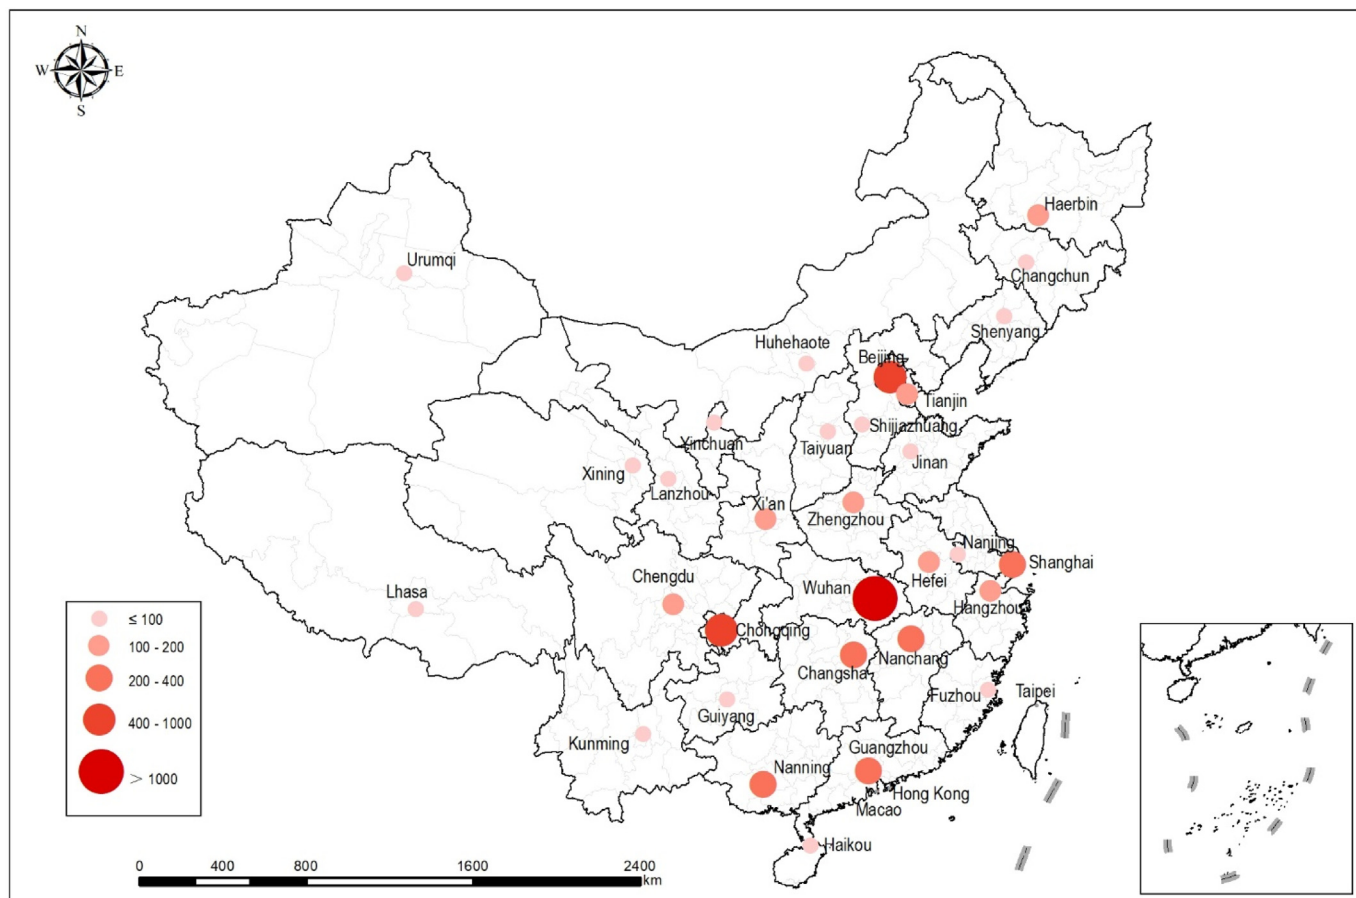 N
W E
S
Haerbin
Urumqi
Changchun
Shenyang
Huhehaote
Beijing
Tianjin
Shijiazhuang
Xinchuan
Taiyuan
Jinan
Xining
Lanzhou
Xi'an
Zhengzhou
Nanjing
Shanghai
Hefei
Chengdu
Wuhan
Hangzhou
Lhasa
Chongqing
Nanchang
Changsha
Fuzhou
Taipei
Guiyang
Kunming
Guangzhou
Nanning
Hong Kong
Macao
Haikou
≤ 100
100 - 200
200 - 400
400 - 1000
> 1000
0 400 800 1600 2400
km